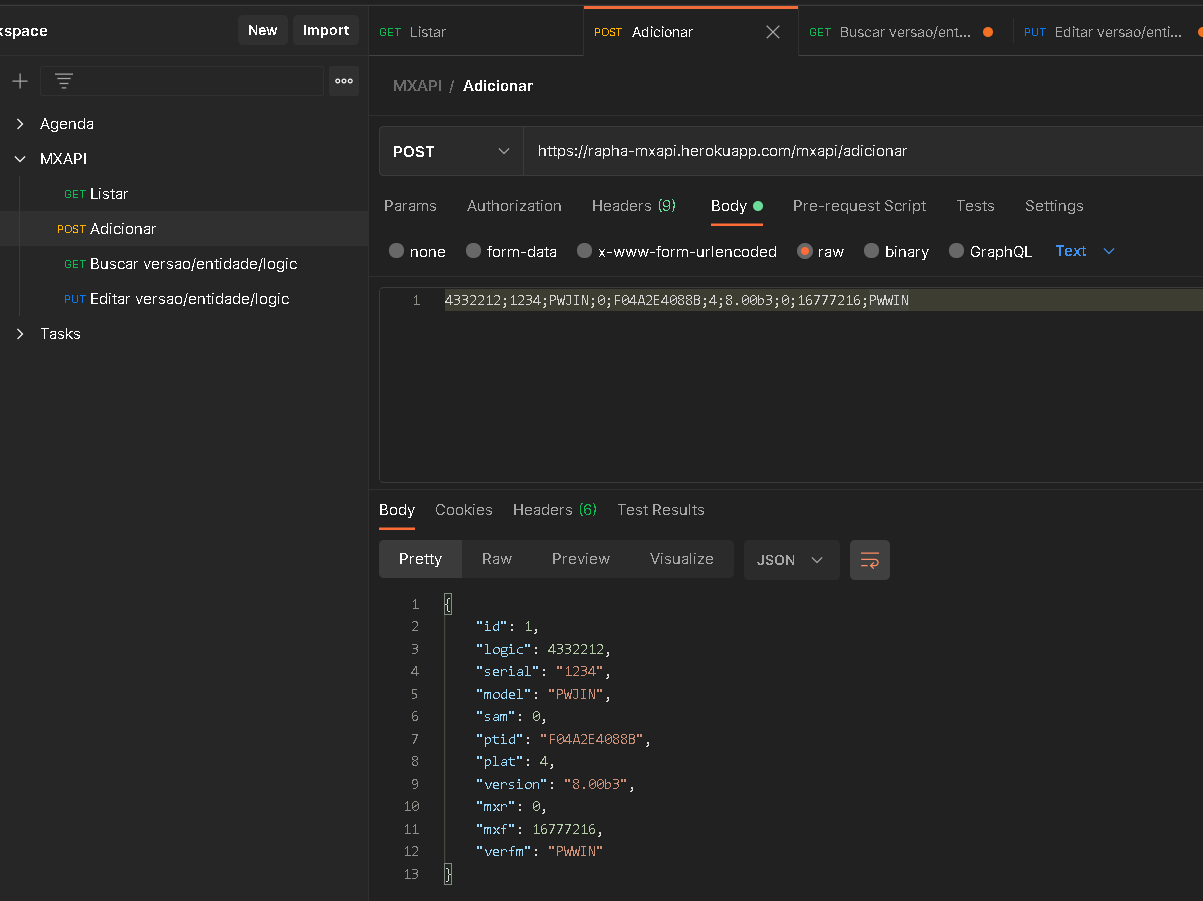 kspace
New
Import
GET Listar
POST Adicionar
GET Buscar versao/ent...
PUT Editar versao/enti...
Agenda
MXAPI
GET Listar
POST Adicionar
GET Buscar versao/entidade/logic
PUT Editar versao/entidade/logic
Tasks
MXAPI / Adicionar
POST
https://rapha-mxapi.herokuapp.com/mxapi/adicionar
Params Authorization Headers (9) Body Pre-request Script Tests Settings
none form-data x-www-form-urlencoded raw binary GraphQL Text
1 4332212;1234;PWJIN;0;F04A2E4088B;4;8.00b3;0;16777216;PWWIN
Body Cookies Headers (6) Test Results
Pretty Raw Preview Visualize JSON
1 {
2 "id": 1,
3 "logic": 4332212,
4 "serial": "1234",
5 "model": "PWJIN",
6 "sam": 0,
7 "ptid": "F04A2E4088B",
8 "plat": 4,
9 "version": "8.00b3",
10 "mxr": 0,
11 "mxf": 16777216,
12 "verfm": "PWWIN"
13 }